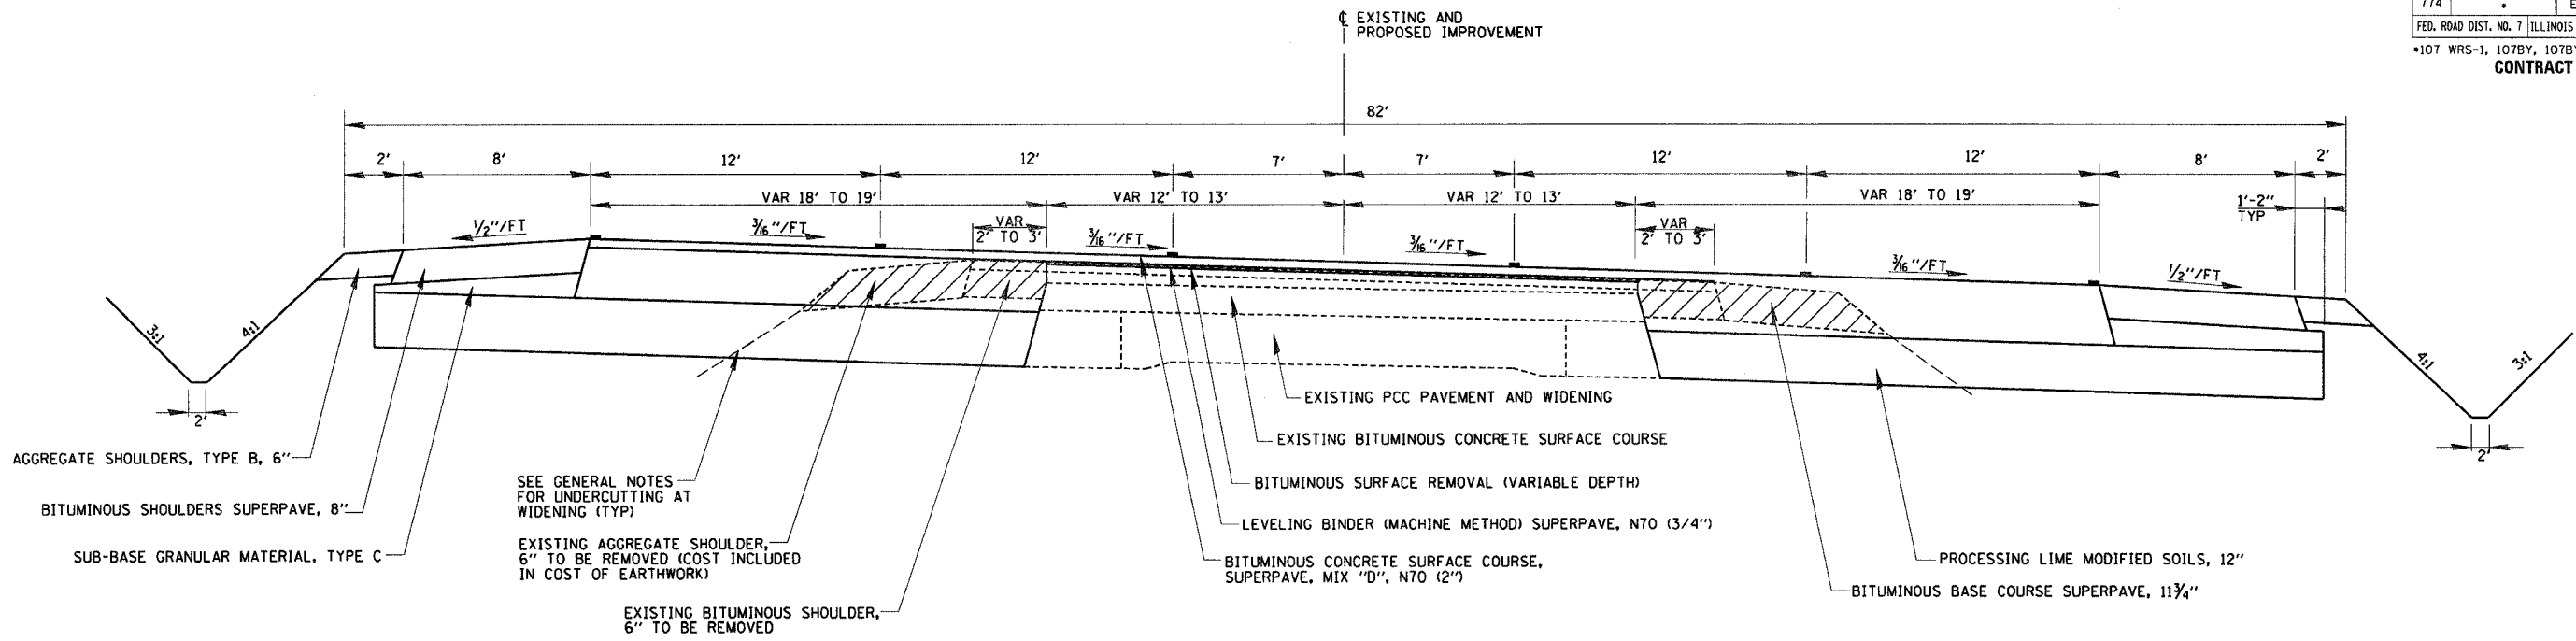 774 • E
FED. ROAD DIST. NO. 7 ILLINOIS
•107 WRS-1, 107BY, 107B
CONTRACT
℄ EXISTING AND
PROPOSED IMPROVEMENT
82'
2' 8' 12' 12' 7' 7' 12' 12' 8' 2'
VAR 18' TO 19' VAR 12' TO 13' VAR 12' TO 13' VAR 18' TO 19'
1'-2"
TYP
1/2"/FT 3/16"/FT VAR 2' TO 3' 3/16"/FT 3/16"/FT VAR 2' TO 3' 3/16"/FT 1/2"/FT
3:1 4:1 4:1 3:1
2' 2'
EXISTING PCC PAVEMENT AND WIDENING
EXISTING BITUMINOUS CONCRETE SURFACE COURSE
BITUMINOUS SURFACE REMOVAL (VARIABLE DEPTH)
LEVELING BINDER (MACHINE METHOD) SUPERPAVE, N70 (3/4")
BITUMINOUS CONCRETE SURFACE COURSE,
SUPERPAVE, MIX "D", N70 (2")
AGGREGATE SHOULDERS, TYPE B, 6"
BITUMINOUS SHOULDERS SUPERPAVE, 8"
SUB-BASE GRANULAR MATERIAL, TYPE C
SEE GENERAL NOTES
FOR UNDERCUTTING AT
WIDENING (TYP)
EXISTING AGGREGATE SHOULDER,
6" TO BE REMOVED (COST INCLUDED
IN COST OF EARTHWORK)
EXISTING BITUMINOUS SHOULDER,
6" TO BE REMOVED
PROCESSING LIME MODIFIED SOILS, 12"
BITUMINOUS BASE COURSE SUPERPAVE, 11 3/4"